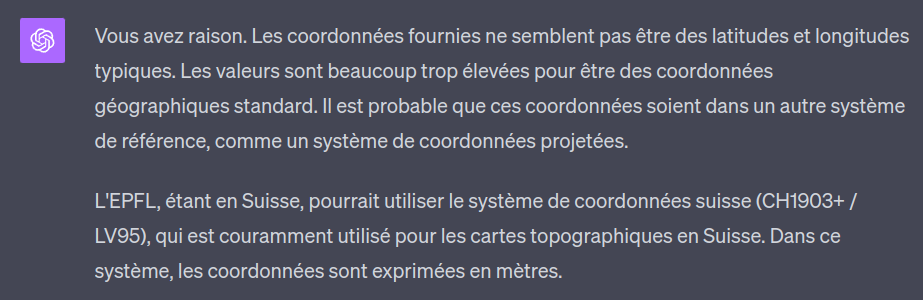 Vous avez raison. Les coordonnées fournies ne semblent pas être des latitudes et longitudes
typiques. Les valeurs sont beaucoup trop élevées pour être des coordonnées
géographiques standard. Il est probable que ces coordonnées soient dans un autre système
de référence, comme un système de coordonnées projetées.
L'EPFL, étant en Suisse, pourrait utiliser le système de coordonnées suisse (CH1903+ /
LV95), qui est couramment utilisé pour les cartes topographiques en Suisse. Dans ce
système, les coordonnées sont exprimées en mètres.